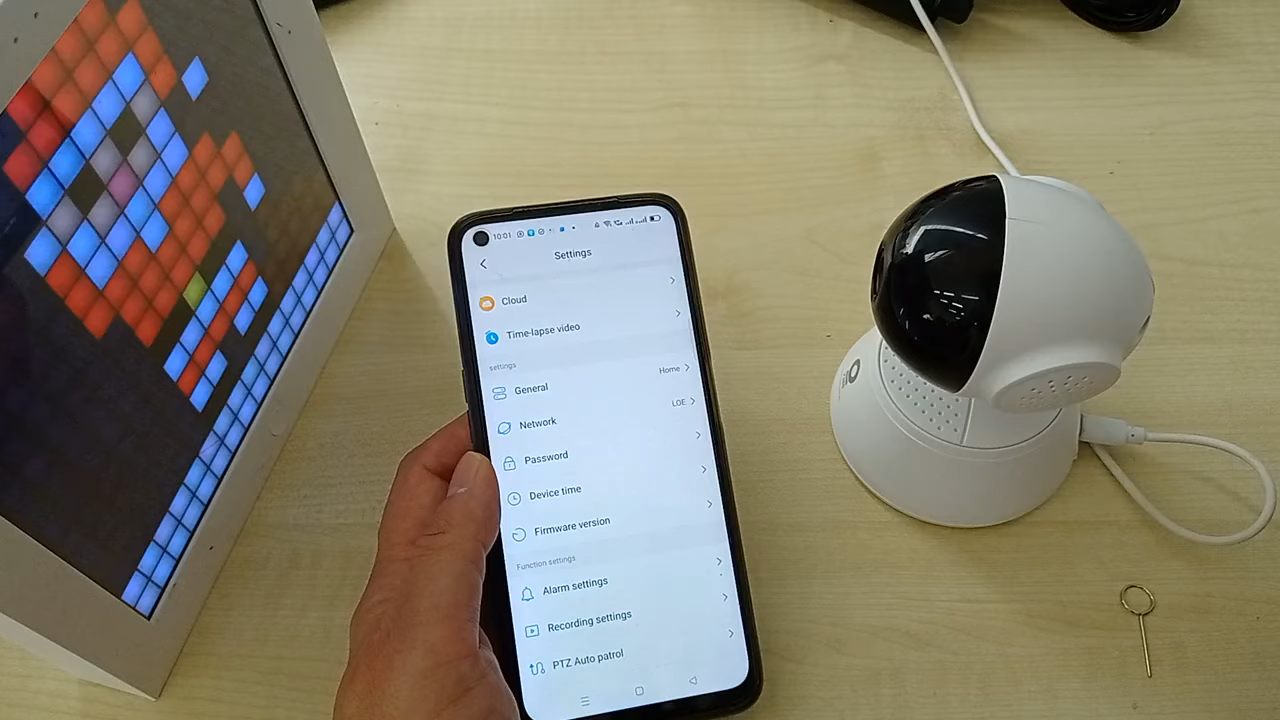 10:01
Settings
Cloud
Time-lapse video
settings
General Home
Network LOE
Password
Device time
Firmware version
Function settings
Alarm settings
Recording settings
PTZ Auto patrol